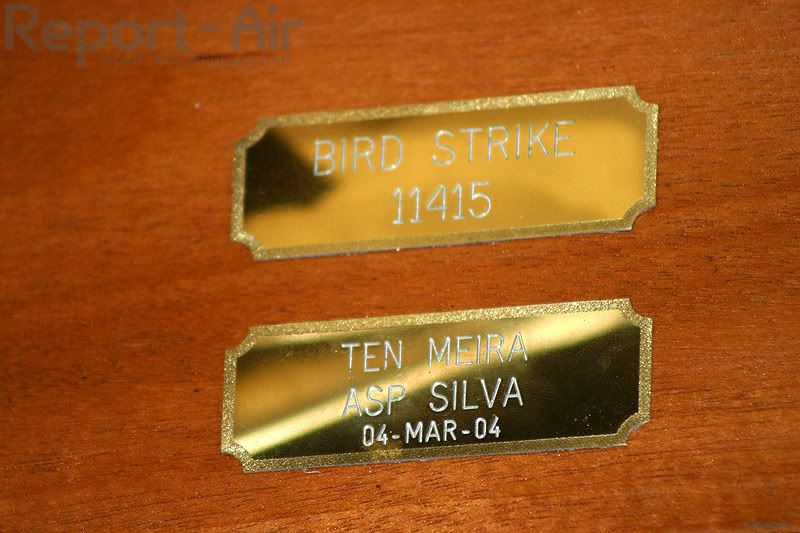 Report-Air
BIRD STRIKE
11415
TEN MEIRA
ASP SILVA
04-MAR-04